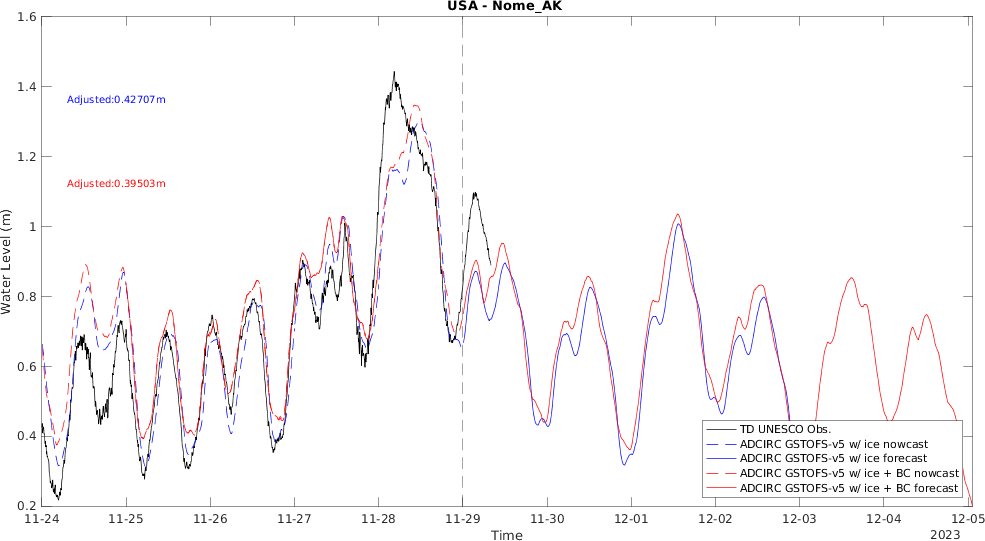 USA - Nome_AK
1.6
1.4
1.2
1
0.8
0.6
0.4
0.2
Water Level (m)
Adjusted:0.42707m
Adjusted:0.39503m
TD UNESCO Obs.
ADCIRC GSTOFS-v5 w/ ice nowcast
ADCIRC GSTOFS-v5 w/ ice forecast
ADCIRC GSTOFS-v5 w/ ice + BC nowcast
ADCIRC GSTOFS-v5 w/ ice + BC forecast
11-24 11-25 11-26 11-27 11-28 11-29 11-30 12-01 12-02 12-03 12-04 12-05
Time
2023